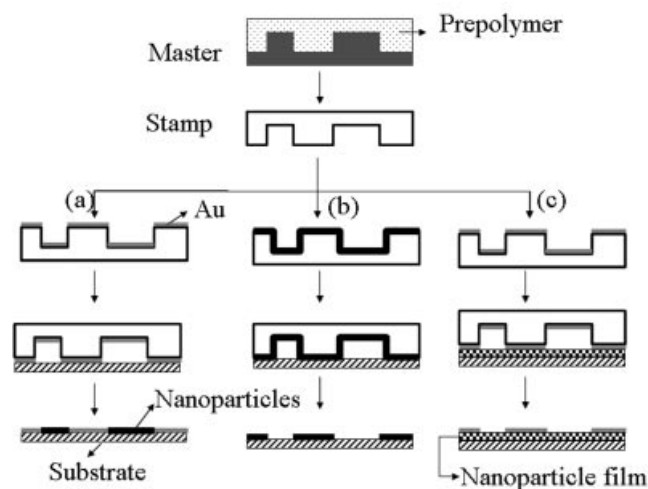 Prepolymer
Master
Stamp
(a)
(b)
(c)
Au
Nanoparticles
Substrate
Nanoparticle film